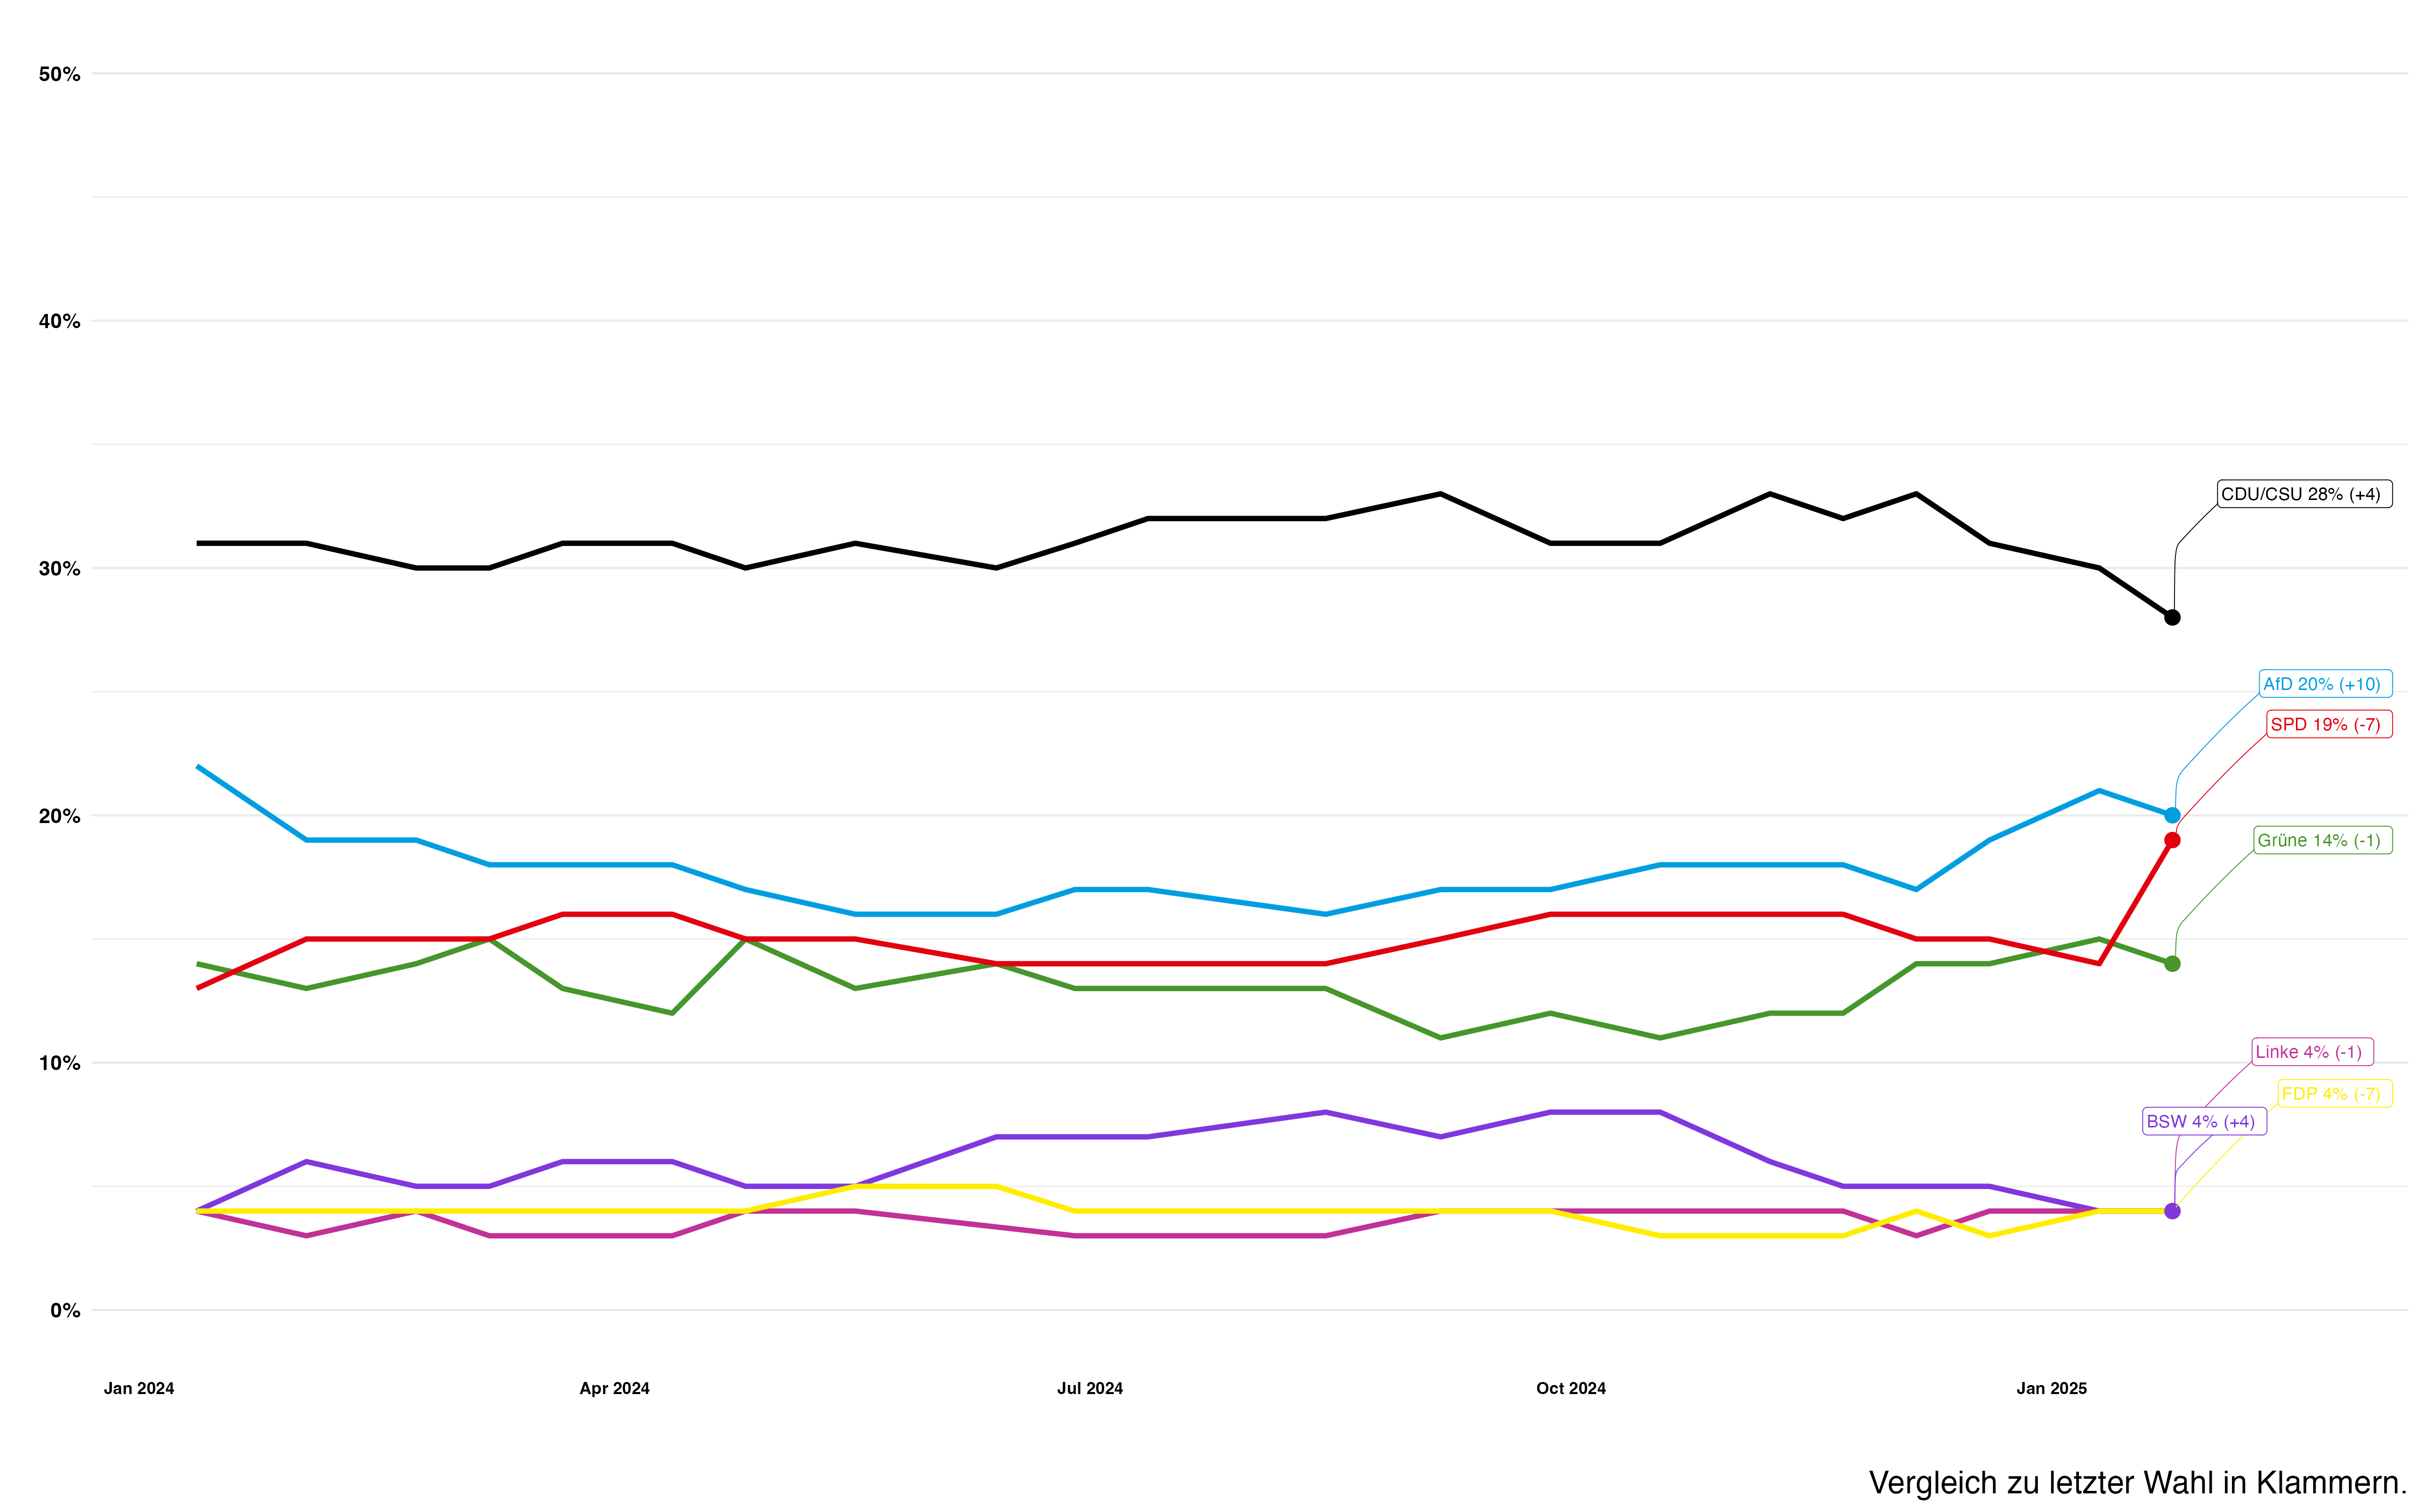 50%
40%
30%
20%
10%
0%
CDU/CSU 28% (+4)
AfD 20% (+10)
SPD 19% (-7)
Grüne 14% (-1)
Linke 4% (-1)
FDP 4% (-7)
BSW 4% (+4)
Jan 2024
Apr 2024
Jul 2024
Oct 2024
Jan 2025
Vergleich zu letzter Wahl in Klammern.